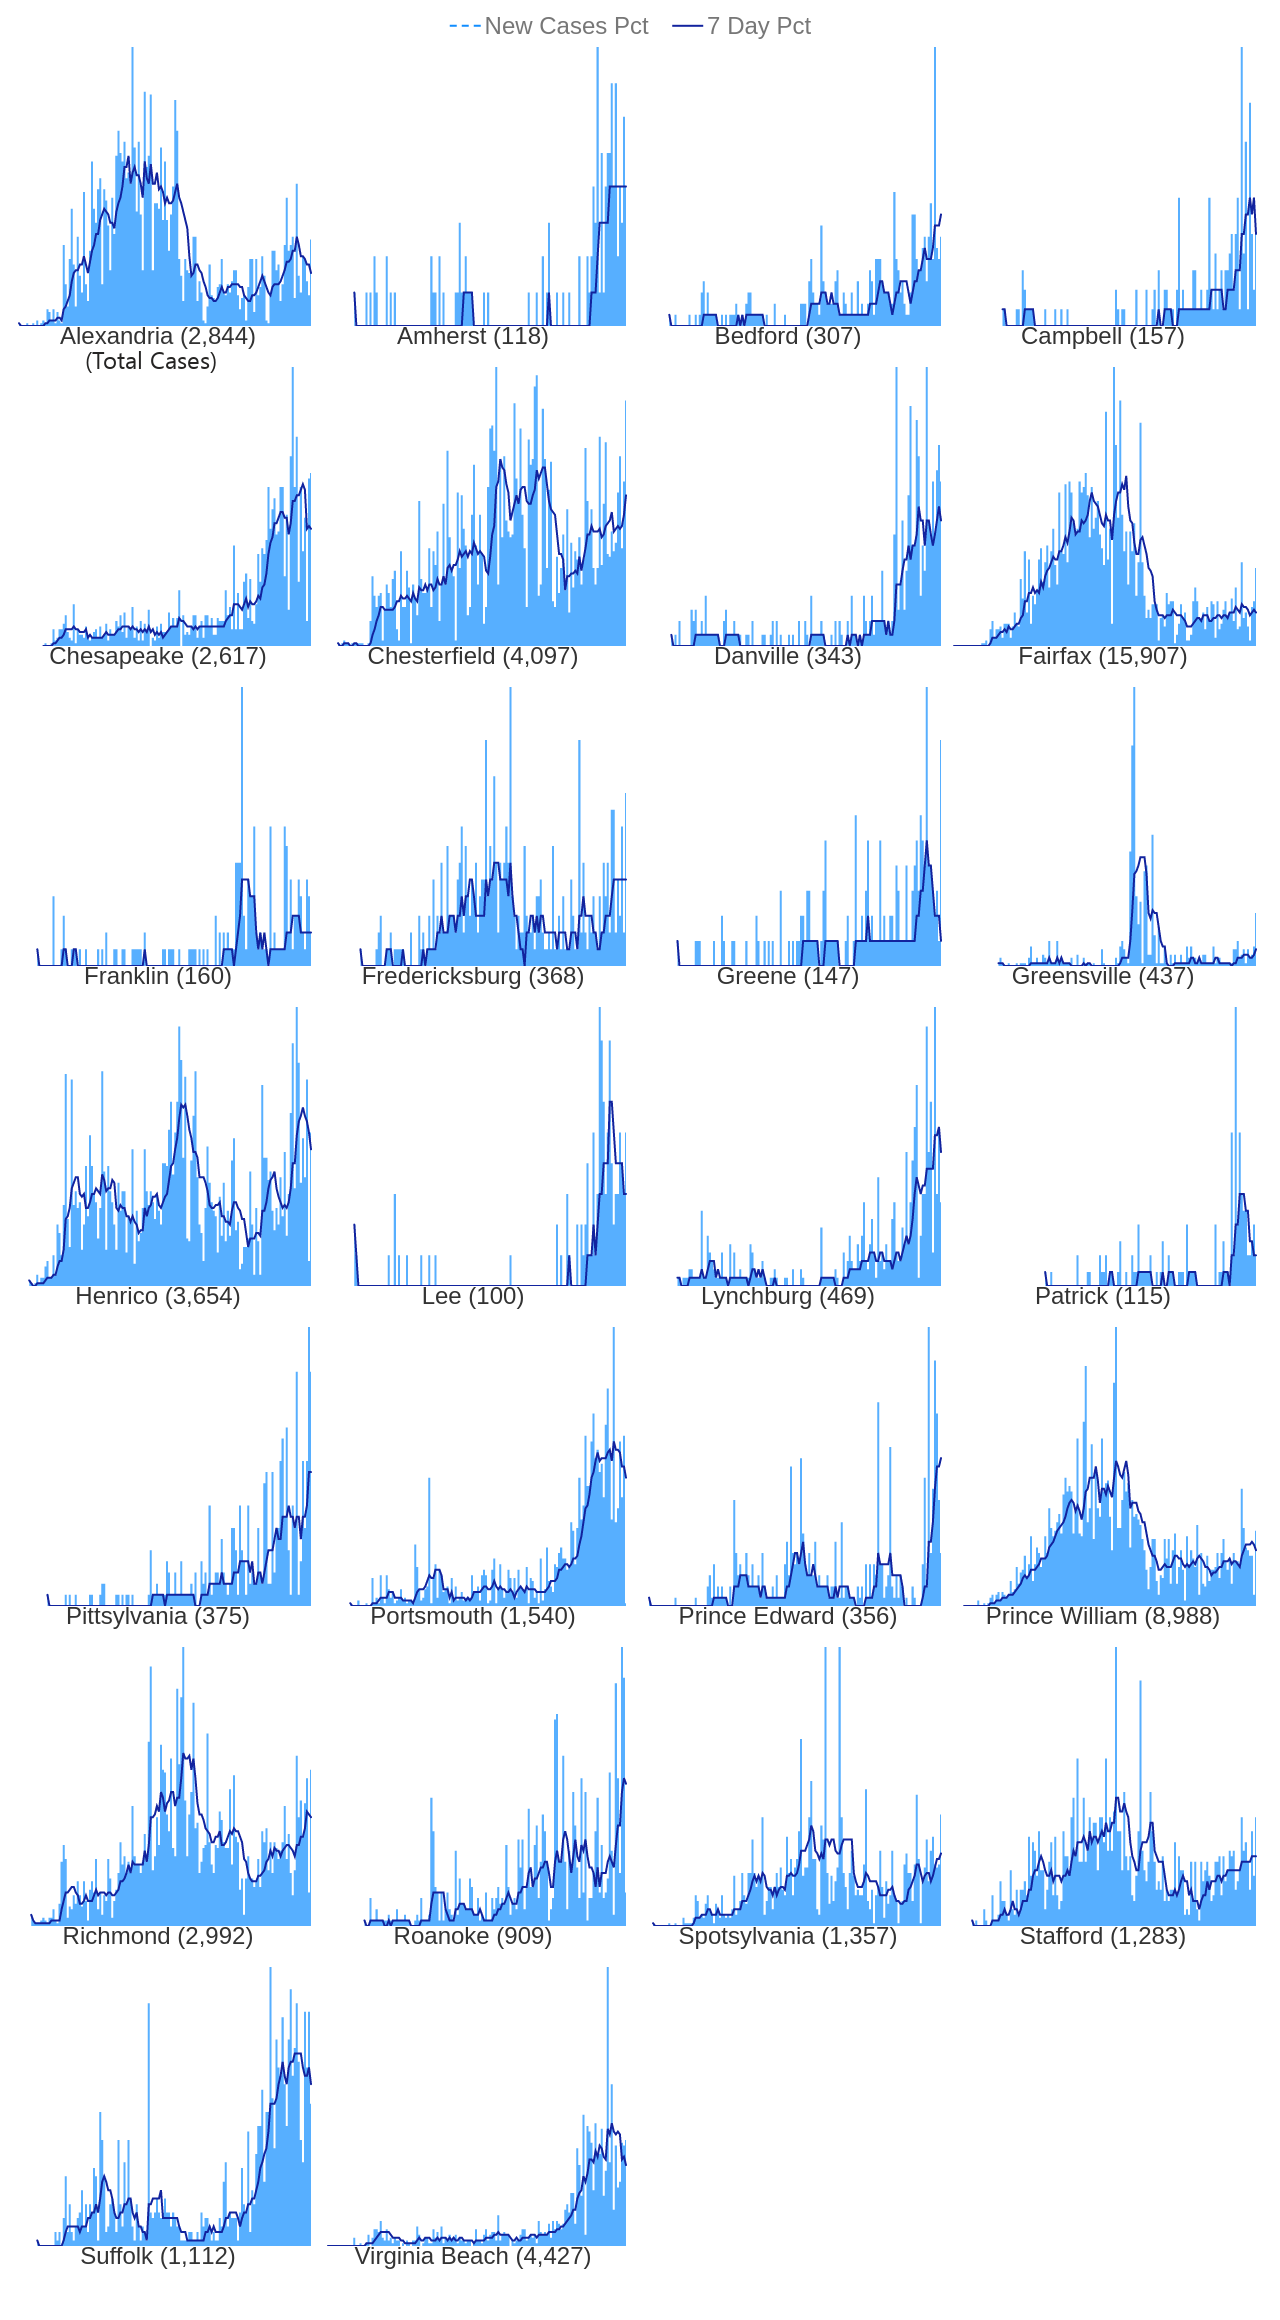 New Cases Pct 7 Day Pct
Alexandria (2,844) Amherst (118) Bedford (307) Campbell (157)
(Total Cases)
Chesapeake (2,617) Chesterfield (4,097) Danville (343) Fairfax (15,907)
Franklin (160) Fredericksburg (368) Greene (147) Greensville (437)
Henrico (3,654) Lee (100) Lynchburg (469) Patrick (115)
Pittsylvania (375) Portsmouth (1,540) Prince Edward (356) Prince William (8,988)
Richmond (2,992) Roanoke (909) Spotsylvania (1,357) Stafford (1,283)
Suffolk (1,112) Virginia Beach (4,427)